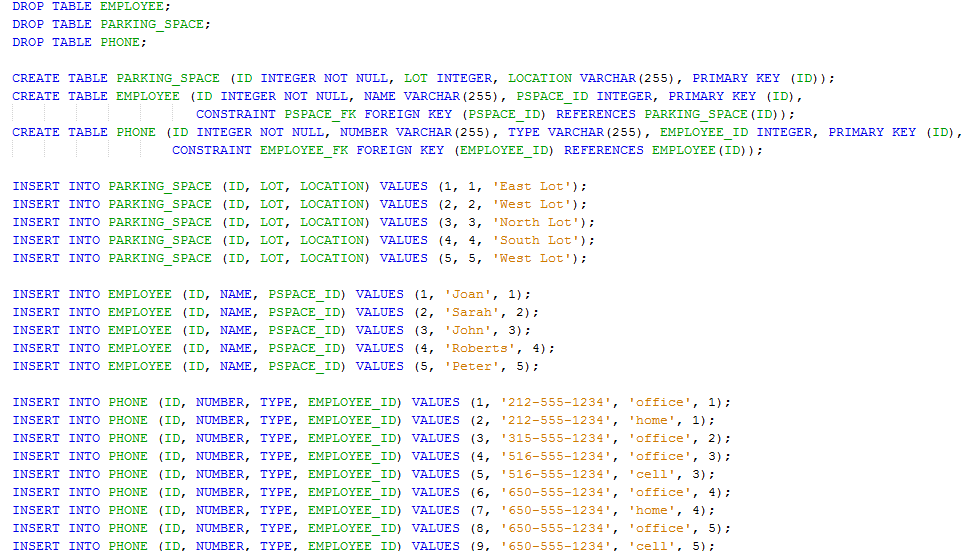 DROP TABLE EMPLOYEE;
DROP TABLE PARKING_SPACE;
DROP TABLE PHONE;
CREATE TABLE PARKING_SPACE (ID INTEGER NOT NULL, LOT INTEGER, LOCATION VARCHAR(255), PRIMARY KEY (ID));
CREATE TABLE EMPLOYEE (ID INTEGER NOT NULL, NAME VARCHAR(255), PSPACE_ID INTEGER, PRIMARY KEY (ID),
CONSTRAINT PSPACE_FK FOREIGN KEY (PSPACE_ID) REFERENCES PARKING_SPACE(ID));
CREATE TABLE PHONE (ID INTEGER NOT NULL, NUMBER VARCHAR(255), TYPE VARCHAR(255), EMPLOYEE_ID INTEGER, PRIMARY KEY (ID),
CONSTRAINT EMPLOYEE_FK FOREIGN KEY (EMPLOYEE_ID) REFERENCES EMPLOYEE(ID));
INSERT INTO PARKING_SPACE (ID, LOT, LOCATION) VALUES (1, 1, 'East Lot');
INSERT INTO PARKING_SPACE (ID, LOT, LOCATION) VALUES (2, 2, 'West Lot');
INSERT INTO PARKING_SPACE (ID, LOT, LOCATION) VALUES (3, 3, 'North Lot');
INSERT INTO PARKING_SPACE (ID, LOT, LOCATION) VALUES (4, 4, 'South Lot');
INSERT INTO PARKING_SPACE (ID, LOT, LOCATION) VALUES (5, 5, 'West Lot');
INSERT INTO EMPLOYEE (ID, NAME, PSPACE_ID) VALUES (1, 'Joan', 1);
INSERT INTO EMPLOYEE (ID, NAME, PSPACE_ID) VALUES (2, 'Sarah', 2);
INSERT INTO EMPLOYEE (ID, NAME, PSPACE_ID) VALUES (3, 'John', 3);
INSERT INTO EMPLOYEE (ID, NAME, PSPACE_ID) VALUES (4, 'Roberts', 4);
INSERT INTO EMPLOYEE (ID, NAME, PSPACE_ID) VALUES (5, 'Peter', 5);
INSERT INTO PHONE (ID, NUMBER, TYPE, EMPLOYEE_ID) VALUES (1, '212-555-1234', 'office', 1);
INSERT INTO PHONE (ID, NUMBER, TYPE, EMPLOYEE_ID) VALUES (2, '212-555-1234', 'home', 1);
INSERT INTO PHONE (ID, NUMBER, TYPE, EMPLOYEE_ID) VALUES (3, '315-555-1234', 'office', 2);
INSERT INTO PHONE (ID, NUMBER, TYPE, EMPLOYEE_ID) VALUES (4, '516-555-1234', 'office', 3);
INSERT INTO PHONE (ID, NUMBER, TYPE, EMPLOYEE_ID) VALUES (5, '516-555-1234', 'cell', 3);
INSERT INTO PHONE (ID, NUMBER, TYPE, EMPLOYEE_ID) VALUES (6, '650-555-1234', 'office', 4);
INSERT INTO PHONE (ID, NUMBER, TYPE, EMPLOYEE_ID) VALUES (7, '650-555-1234', 'home', 4);
INSERT INTO PHONE (ID, NUMBER, TYPE, EMPLOYEE_ID) VALUES (8, '650-555-1234', 'office', 5);
INSERT INTO PHONE (ID, NUMBER, TYPE, EMPLOYEE_ID) VALUES (9, '650-555-1234', 'cell', 5);